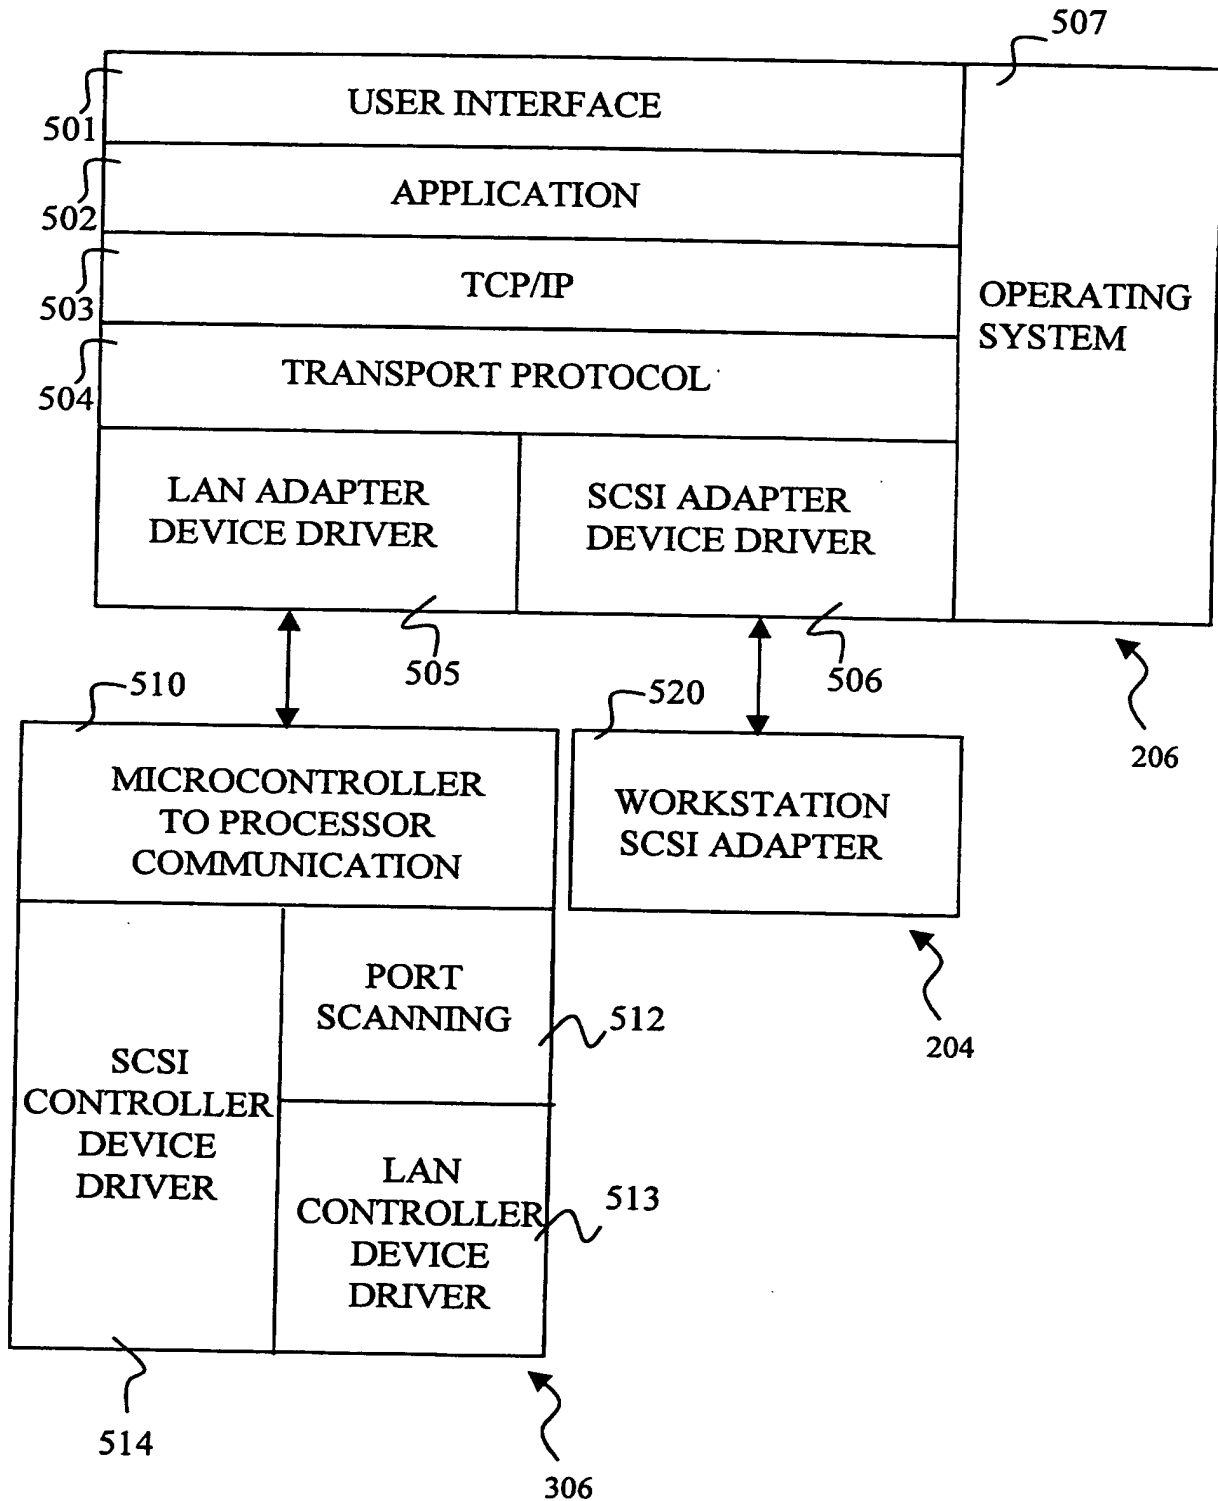 507
USER INTERFACE
501
APPLICATION
502
TCP/IP
503
OPERATING
SYSTEM
TRANSPORT PROTOCOL
504
LAN ADAPTER
DEVICE DRIVER
SCSI ADAPTER
DEVICE DRIVER
505
506
510
520
206
MICROCONTROLLER
TO PROCESSOR
COMMUNICATION
WORKSTATION
SCSI ADAPTER
PORT
SCANNING
512
204
SCSI
CONTROLLER
DEVICE
DRIVER
LAN
CONTROLLER
DEVICE
DRIVER
513
514
306